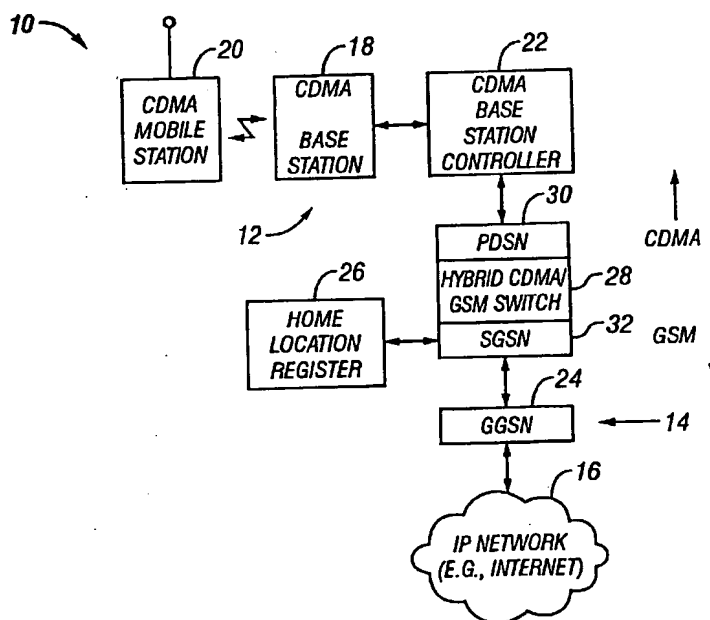 10
20
CDMA
MOBILE
STATION
18
CDMA
BASE
STATION
22
CDMA
BASE
STATION
CONTROLLER
12
30
PDSN
CDMA
HYBRID CDMA/
GSM SWITCH
28
26
HOME
LOCATION
REGISTER
32
SGSN
GSM
24
GGSN
14
16
IP NETWORK
(E.G., INTERNET)